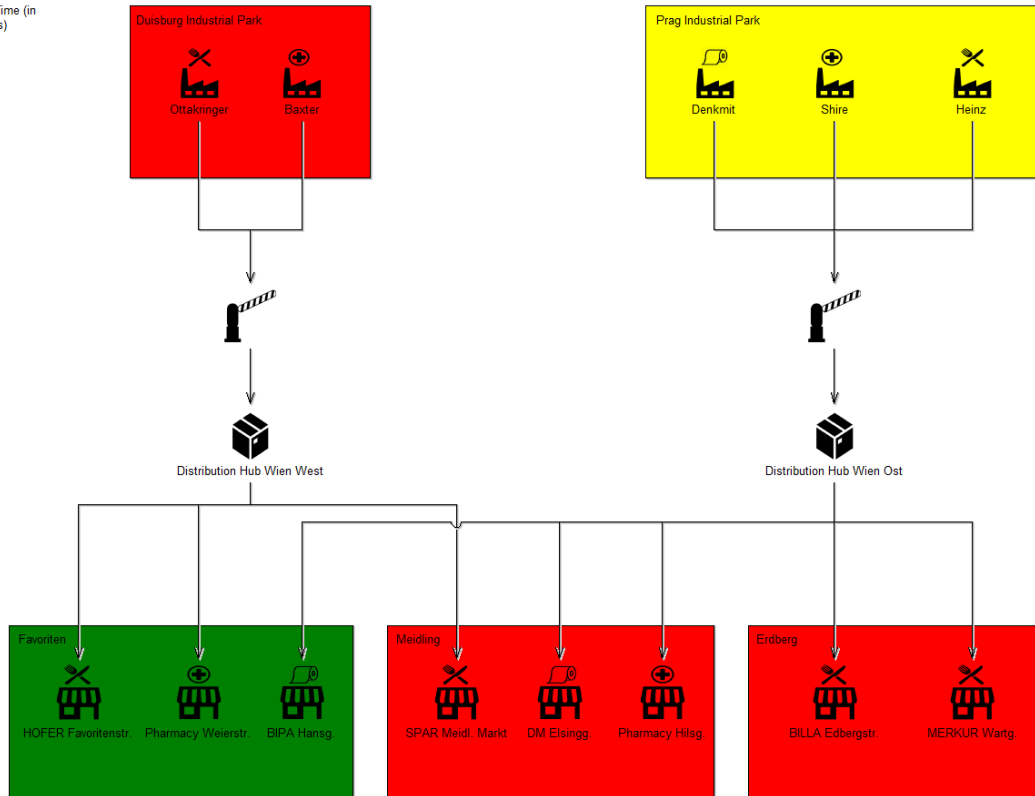 ime (in
s)
Duisburg Industrial Park
Prag Industrial Park
Ottakringer
Baxter
Denkmit
Shire
Heinz
Distribution Hub Wien West
Distribution Hub Wien Ost
Favoriten
Meidling
Erdberg
HOFER Favoritenstr.
Pharmacy Weierstr.
BIPA Hansg.
SPAR Meidl. Markt
DM Elsingg.
Pharmacy Hilsg.
BILLA Edbergstr.
MERKUR Wartg.